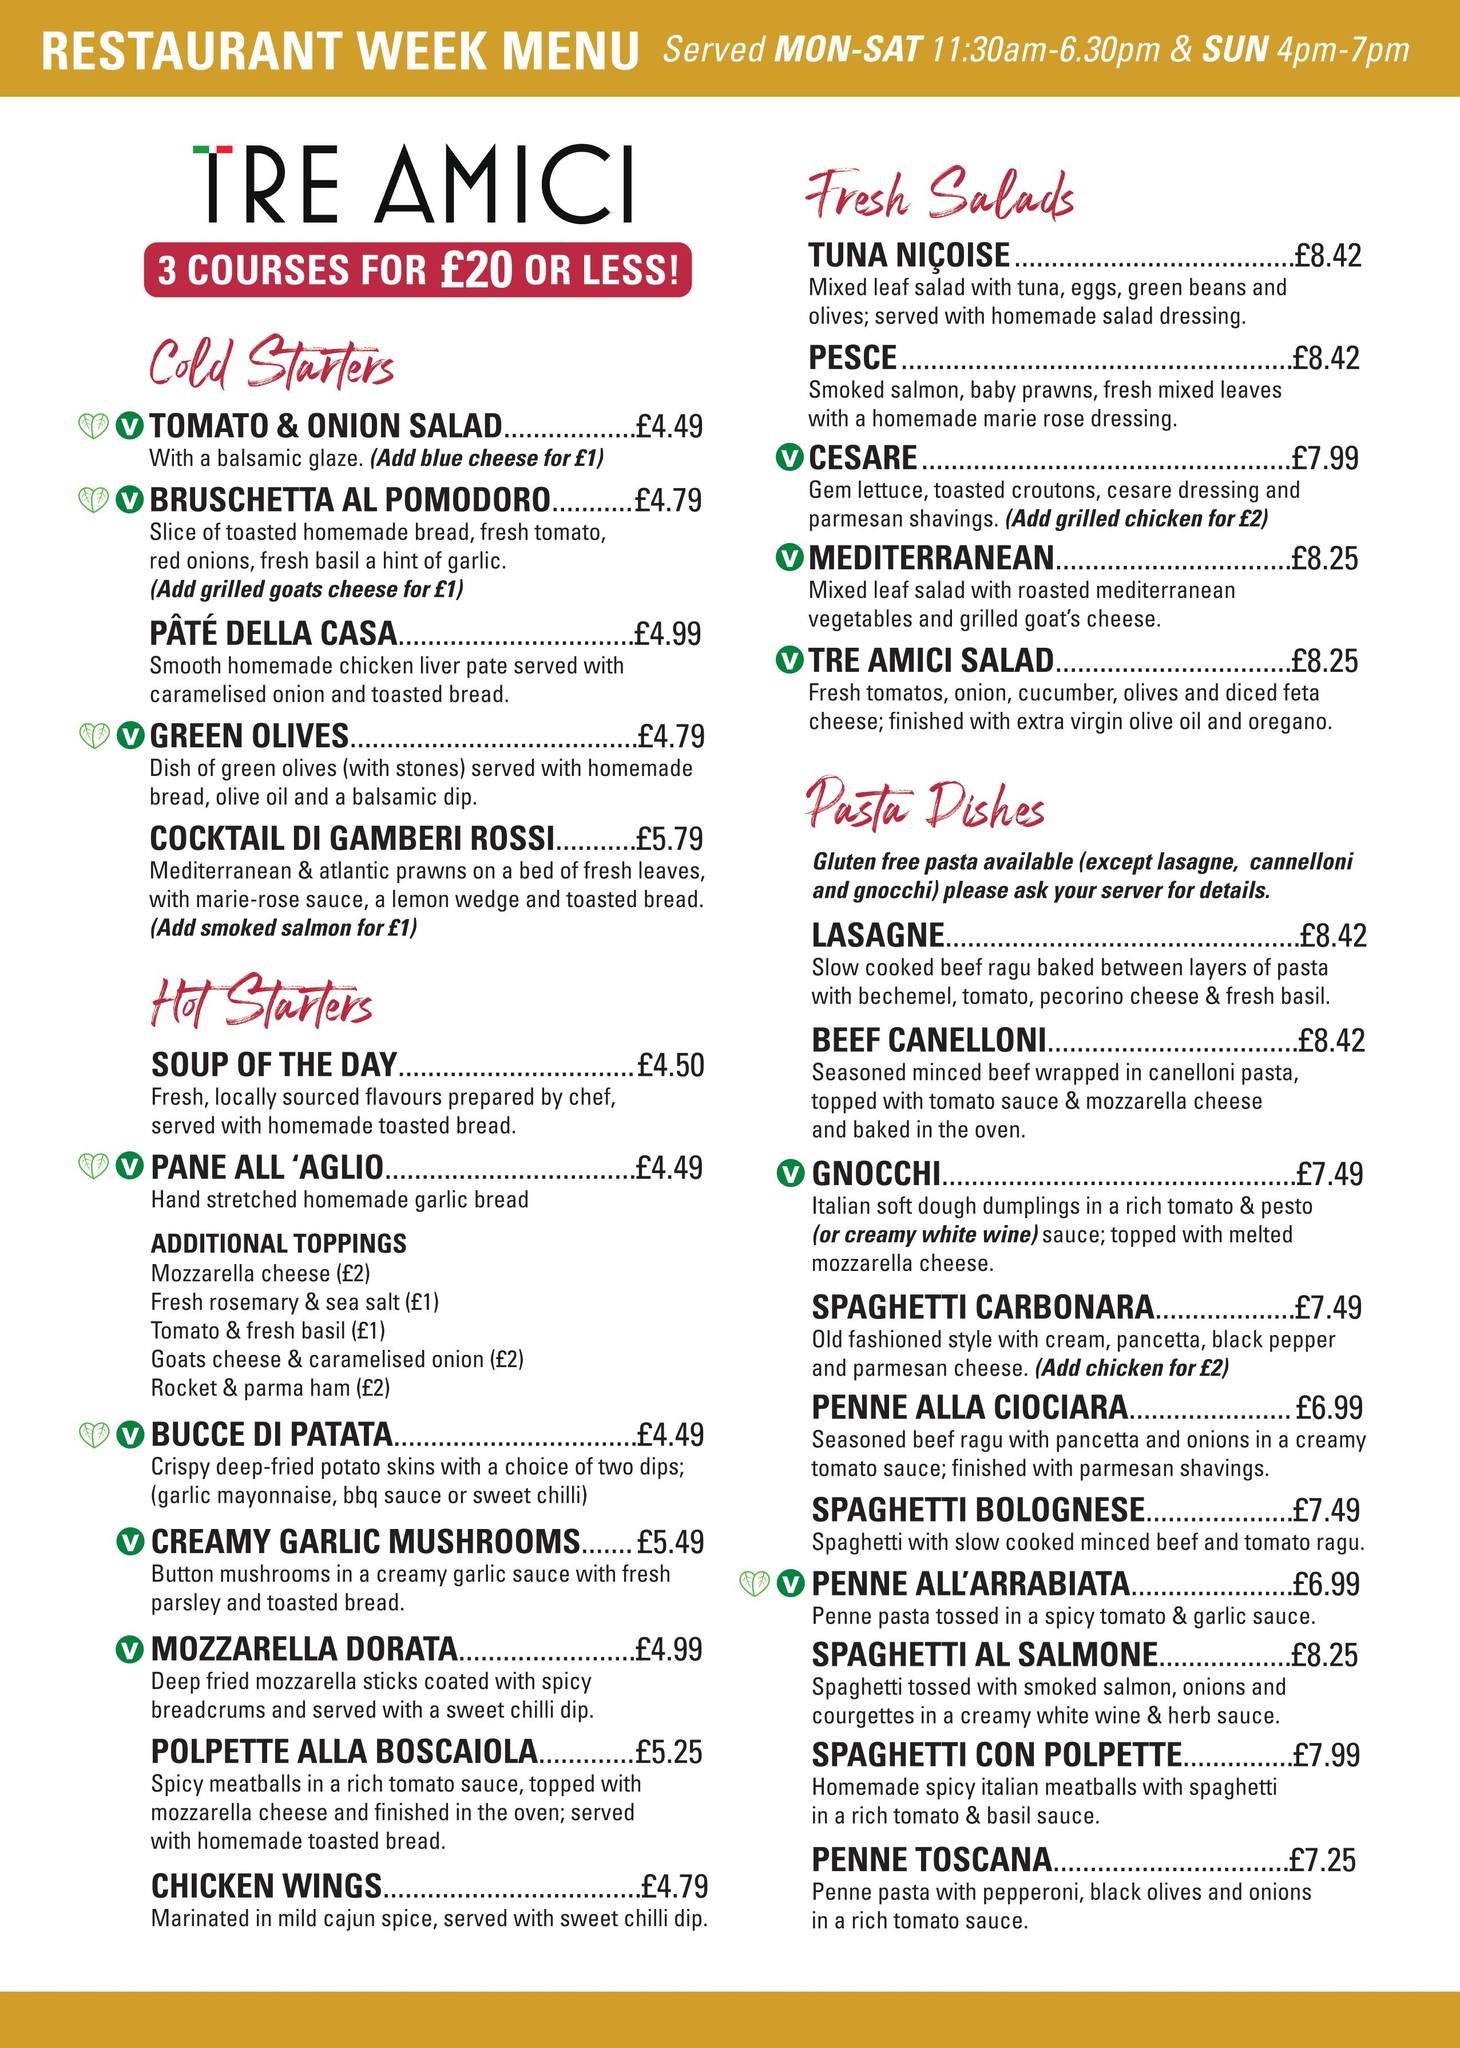 RESTAURANT WEEK MENU Served MON-SAT 11:30am-6.30pm & SUN 4pm-7pm
TRE AMICI
3 COURSES FOR £20 OR LESS!
Cold Starters
V TOMATO & ONION SALAD..................£4.49
With a balsamic glaze. (Add blue cheese for £1)
V BRUSCHETTA AL POMODORO...........£4.79
Slice of toasted homemade bread, fresh tomato,
red onions, fresh basil a hint of garlic.
(Add grilled goats cheese for £1)
PÂTÉ DELLA CASA................................£4.99
Smooth homemade chicken liver pate served with
caramelised onion and toasted bread.
V GREEN OLIVES.......................................£4.79
Dish of green olives (with stones) served with homemade
bread, olive oil and a balsamic dip.
COCKTAIL DI GAMBERI ROSSI...........£5.79
Mediterranean & atlantic prawns on a bed of fresh leaves,
with marie-rose sauce, a lemon wedge and toasted bread.
(Add smoked salmon for £1)
Hot Starters
SOUP OF THE DAY................................£4.50
Fresh, locally sourced flavours prepared by chef,
served with homemade toasted bread.
V PANE ALL ‘AGLIO..................................£4.49
Hand stretched homemade garlic bread
ADDITIONAL TOPPINGS
Mozzarella cheese (£2)
Fresh rosemary & sea salt (£1)
Tomato & fresh basil (£1)
Goats cheese & caramelised onion (£2)
Rocket & parma ham (£2)
V BUCCE DI PATATA.................................£4.49
Crispy deep-fried potato skins with a choice of two dips;
(garlic mayonnaise, bbq sauce or sweet chilli)
V CREAMY GARLIC MUSHROOMS....... £5.49
Button mushrooms in a creamy garlic sauce with fresh
parsley and toasted bread.
V MOZZARELLA DORATA........................£4.99
Deep fried mozzarella sticks coated with spicy
breadcrums and served with a sweet chilli dip.
POLPETTE ALLA BOSCAIOLA.............£5.25
Spicy meatballs in a rich tomato sauce, topped with
mozzarella cheese and finished in the oven; served
with homemade toasted bread.
CHICKEN WINGS...................................£4.79
Marinated in mild cajun spice, served with sweet chilli dip.
Fresh Salads
TUNA NIÇOISE......................................£8.42
Mixed leaf salad with tuna, eggs, green beans and
olives; served with homemade salad dressing.
PESCE.....................................................£8.42
Smoked salmon, baby prawns, fresh mixed leaves
with a homemade marie rose dressing.
V CESARE..................................................£7.99
Gem lettuce, toasted croutons, cesare dressing and
parmesan shavings. (Add grilled chicken for £2)
V MEDITERRANEAN................................£8.25
Mixed leaf salad with roasted mediterranean
vegetables and grilled goat's cheese.
V TRE AMICI SALAD................................£8.25
Fresh tomatos, onion, cucumber, olives and diced feta
cheese; finished with extra virgin olive oil and oregano.
Pasta Dishes
Gluten free pasta available (except lasagne, cannelloni
and gnocchi) please ask your server for details.
LASAGNE................................................£8.42
Slow cooked beef ragu baked between layers of pasta
with bechemel, tomato, pecorino cheese & fresh basil.
BEEF CANELLONI..................................£8.42
Seasoned minced beef wrapped in canelloni pasta,
topped with tomato sauce & mozzarella cheese
and baked in the oven.
V GNOCCHI................................................£7.49
Italian soft dough dumplings in a rich tomato & pesto
(or creamy white wine) sauce; topped with melted
mozzarella cheese.
SPAGHETTI CARBONARA...................£7.49
Old fashioned style with cream, pancetta, black pepper
and parmesan cheese. (Add chicken for £2)
PENNE ALLA CIOCIARA...................... £6.99
Seasoned beef ragu with pancetta and onions in a creamy
tomato sauce; finished with parmesan shavings.
SPAGHETTI BOLOGNESE....................£7.49
Spaghetti with slow cooked minced beef and tomato ragu.
V PENNE ALL’ARRABIATA......................£6.99
Penne pasta tossed in a spicy tomato & garlic sauce.
SPAGHETTI AL SALMONE..................£8.25
Spaghetti tossed with smoked salmon, onions and
courgettes in a creamy white wine & herb sauce.
SPAGHETTI CON POLPETTE...............£7.99
Homemade spicy italian meatballs with spaghetti
in a rich tomato & basil sauce.
PENNE TOSCANA................................£7.25
Penne pasta with pepperoni, black olives and onions
in a rich tomato sauce.